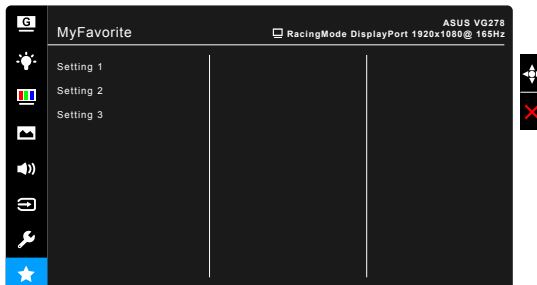 G
MyFavorite
ASUS VG278
RacingMode DisplayPort 1920x1080@ 165Hz
Setting 1
Setting 2
Setting 3